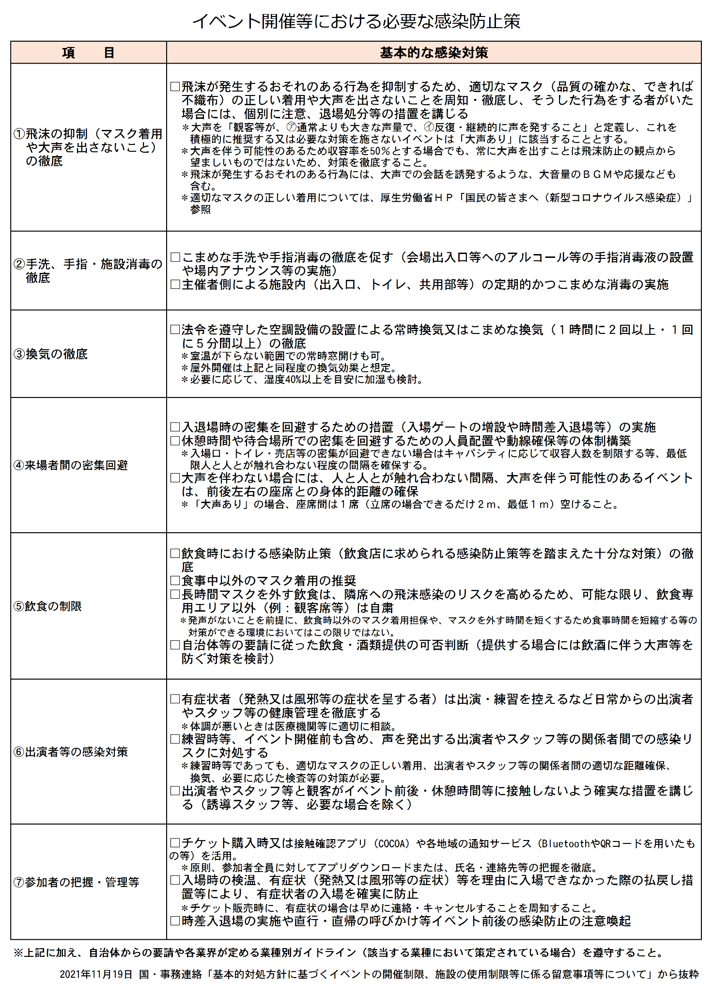 イベント開催等における必要な感染防止策
項　　目
基本的な感染対策
①飛沫の抑制（マスク着用
や大声を出さないこと）
の徹底
□飛沫が発生するおそれのある行為を抑制するため、適切なマスク（品質の確かな、できれば
不織布）の正しい着用や大声を出さないことを周知・徹底し、そうした行為をする者がいた
場合には、個別に注意、退場処分等の措置を講じる
＊大声を「観客等が、㋐通常よりも大きな声量で、㋑反復・継続的に声を発すること」と定義し、これを
積極的に推奨する又は必要な対策を施さないイベントは「大声あり」に該当することとする。
＊大声を伴う可能性のあるため収容率を50％とする場合でも、常に大声を出すことは飛沫防止の観点から
望ましいものではないため、対策を徹底すること。
＊飛沫が発生するおそれのある行為には、大声での会話を誘発するような、大音量のＢＧＭや応援なども
含む。
＊適切なマスクの正しい着用については、厚生労働省ＨＰ「国民の皆さまへ（新型コロナウイルス感染症）」
参照
②手洗、手指・施設消毒の
徹底
□こまめな手洗や手指消毒の徹底を促す（会場出入口等へのアルコール等の手指消毒液の設置
や場内アナウンス等の実施）
□主催者側による施設内（出入口、トイレ、共用部等）の定期的かつこまめな消毒の実施
③換気の徹底
□法令を遵守した空調設備の設置による常時換気又はこまめな換気（１時間に２回以上・１回
に５分間以上）の徹底
＊室温が下らない範囲での常時窓開けも可。
＊屋外開催は上記と同程度の換気効果と想定。
＊必要に応じて、湿度40%以上を目安に加湿も検討。
④来場者間の密集回避
□入退場時の密集を回避するための措置（入場ゲートの増設や時間差入退場等）の実施
□休憩時間や待合場所での密集を回避するための人員配置や動線確保等の体制構築
＊入場口・トイレ・売店等の密集が回避できない場合はキャパシティに応じて収容人数を制限する等、最低
限人と人とが触れ合わない程度の間隔を確保する。
□大声を伴わない場合には、人と人とが触れ合わない間隔、大声を伴う可能性のあるイベント
は、前後左右の座席との身体的距離の確保
＊「大声あり」の場合、座席間は１席（立席の場合できるだけ２ｍ、最低１ｍ）空けること。
⑤飲食の制限
□飲食時における感染防止策（飲食店に求められる感染防止策等を踏まえた十分な対策）の徹
底
□食事中以外のマスク着用の推奨
□長時間マスクを外す飲食は、隣席への飛沫感染のリスクを高めるため、可能な限り、飲食専
用エリア以外（例：観客席等）は自粛
＊発声がないことを前提に、飲食時以外のマスク着用担保や、マスクを外す時間を短くするため食事時間を短縮する等の
対策ができる環境においてはこの限りではない。
□自治体等の要請に従った飲食・酒類提供の可否判断（提供する場合には飲酒に伴う大声等を
防ぐ対策を検討）
⑥出演者等の感染対策
□有症状者（発熱又は風邪等の症状を呈する者）は出演・練習を控えるなど日常からの出演者
やスタッフ等の健康管理を徹底する
＊体調が悪いときは医療機関等に適切に相談。
□練習時等、イベント開催前も含め、声を発出する出演者やスタッフ等の関係者間での感染リ
スクに対処する
＊練習時等であっても、適切なマスクの正しい着用、出演者やスタッフ等の関係者間の適切な距離確保、
換気、必要に応じた検査等の対策が必要。
□出演者やスタッフ等と観客がイベント前後・休憩時間等に接触しないよう確実な措置を講じ
る（誘導スタッフ等、必要な場合を除く）
⑦参加者の把握・管理等
□チケット購入時又は接触確認アプリ（COCOA）や各地域の通知サービス（BluetoothやQRコードを用いたも
の等）を活用。
＊原則、参加者全員に対してアプリダウンロードまたは、氏名・連絡先等の把握を徹底。
□入場時の検温、有症状（発熱又は風邪等の症状）等を理由に入場できなかった際の払戻し措
置等により、有症状者の入場を確実に防止
＊チケット販売時に、有症状の場合は早めに連絡・キャンセルすることを周知すること。
□時差入退場の実施や直行・直帰の呼びかけ等イベント前後の感染防止の注意喚起
※上記に加え、自治体からの要請や各業界が定める業種別ガイドライン（該当する業種において策定されている場合）を遵守すること。
2021年11月19日 国・事務連絡「基本的対処方針に基づくイベントの開催制限、施設の使用制限等に係る留意事項等について」から抜粋